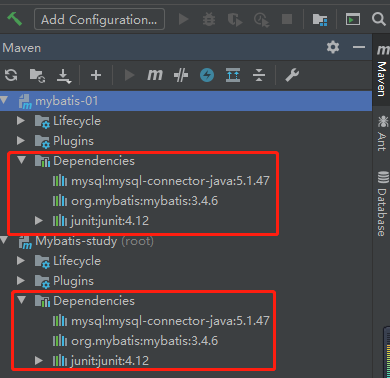 Add Configuration...
Maven
m
mybatis-01
Lifecycle
Plugins
Dependencies
mysql:mysql-connector-java:5.1.47
org.mybatis:mybatis:3.4.6
junit:junit:4.12
Mybatis-study (root)
Lifecycle
Plugins
Dependencies
mysql:mysql-connector-java:5.1.47
org.mybatis:mybatis:3.4.6
junit:junit:4.12
m
Maven
Ant
Database